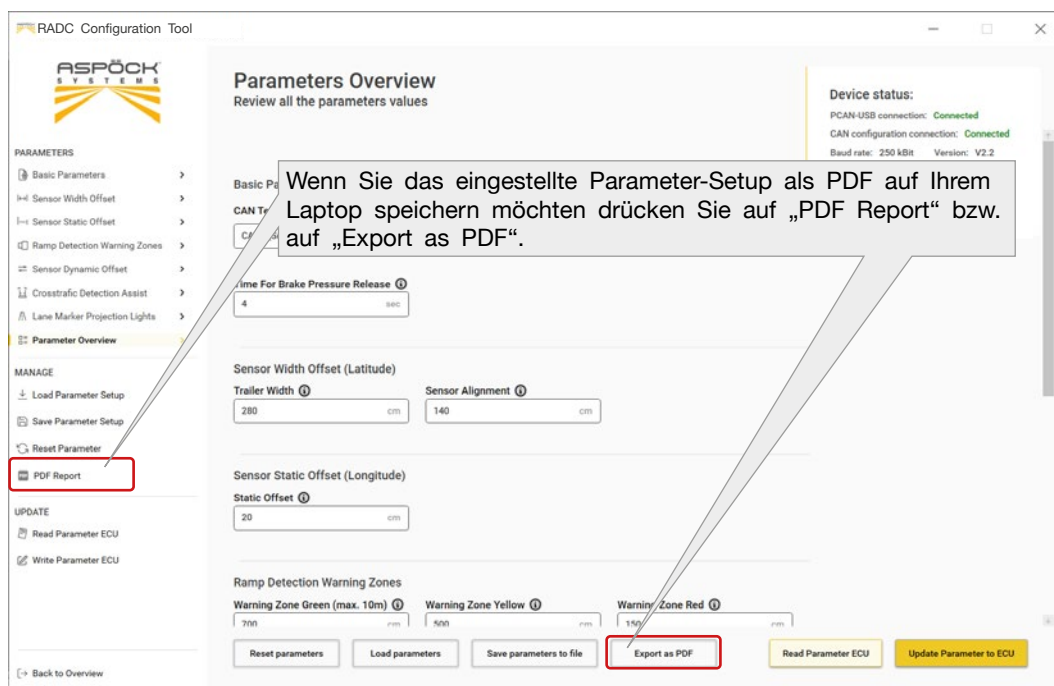 RADC Configuration Tool
ASPÖCK
SYSTEMS
PARAMETERS
Basic Parameters
Sensor Width Offset
Sensor Static Offset
Ramp Detection Warning Zones
Sensor Dynamic Offset
Crosstrafic Detection Assist
Lane Marker Projection Lights
Parameter Overview
MANAGE
Load Parameter Setup
Save Parameter Setup
Reset Parameter
PDF Report
UPDATE
Read Parameter ECU
Write Parameter ECU
Back to Overview
Parameters Overview
Review all the parameters values
Device status:
PCAN-USB connection: Connected
CAN configuration connection: Connected
Baud rate: 250 kBit Version: V2.2
Wenn Sie das eingestellte Parameter-Setup als PDF auf Ihrem
Laptop speichern möchten drücken Sie auf „PDF Report“ bzw.
auf „Export as PDF“.
Basic
CAN
Time For Brake Pressure Release
4 sec
Sensor Width Offset (Latitude)
Trailer Width Sensor Alignment
280 cm 140 cm
Sensor Static Offset (Longitude)
Static Offset
20 cm
Ramp Detection Warning Zones
Warning Zone Green (max. 10m) Warning Zone Yellow Warning Zone Red
700 cm 500 cm 150 cm
Reset parameters Load parameters Save parameters to file Export as PDF Read Parameter ECU Update Parameter to ECU